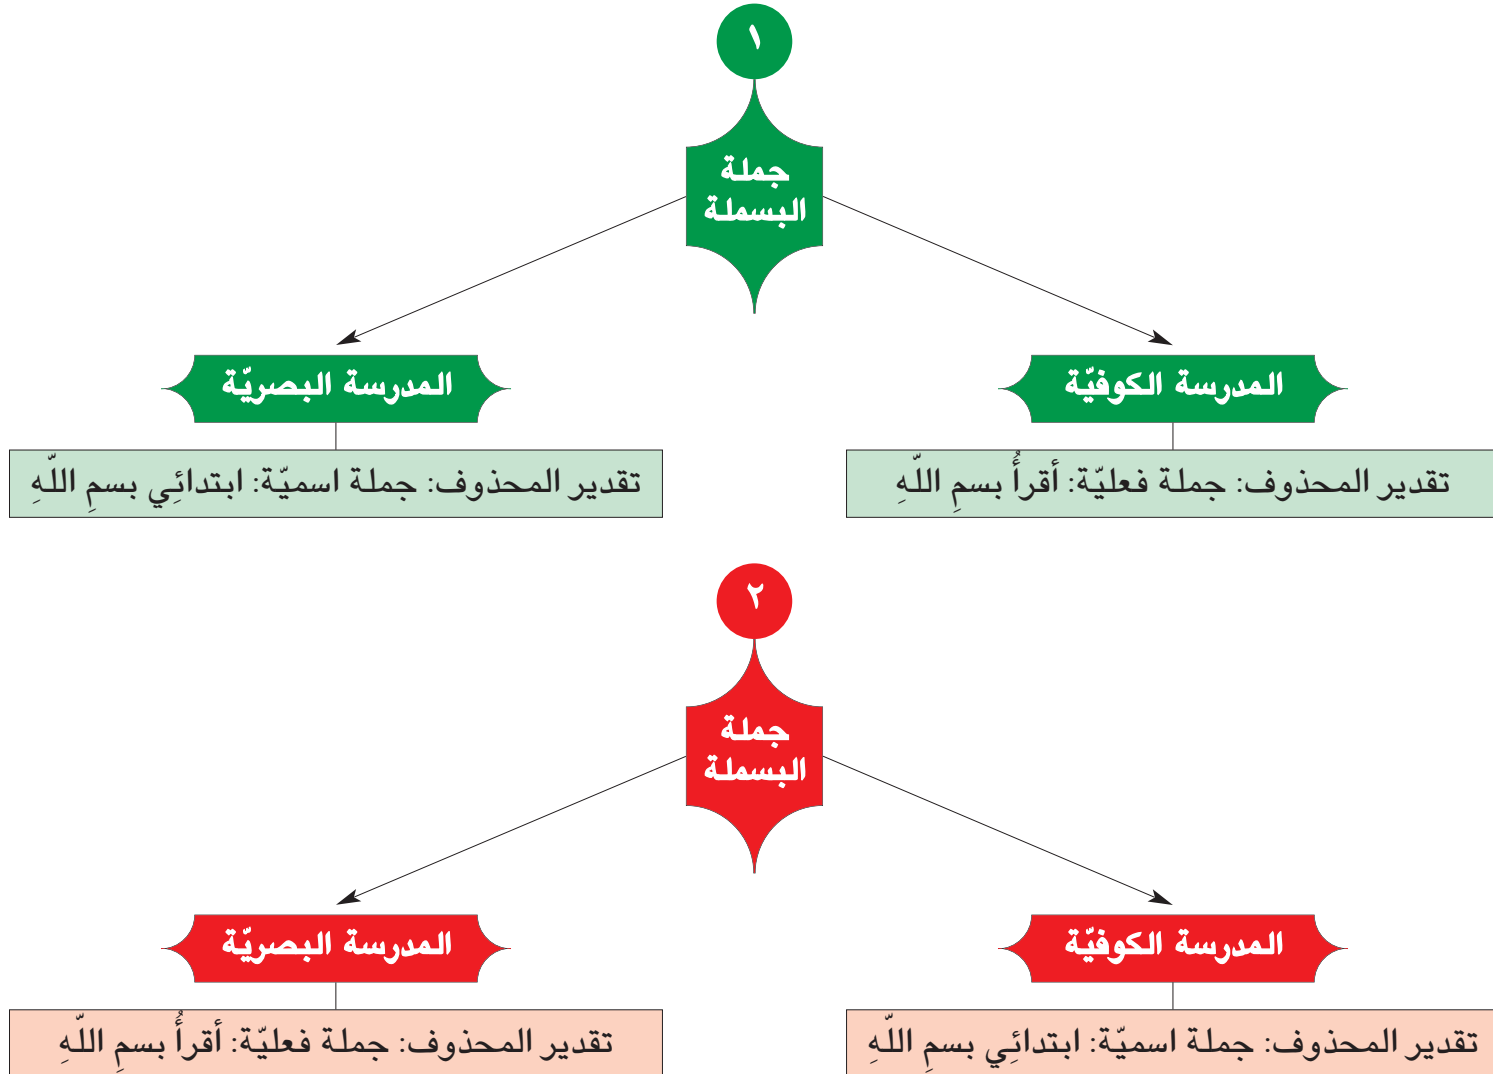 ١
جملة
البسملة
المدرسة الكوفيّة
المدرسة البصريّة
تقدير المحذوف: جملة فعليّة: أقرأُ بسمِ اللّهِ
تقدير المحذوف: جملة اسميّة: ابتدائِي بسمِ اللّهِ
٢
جملة
البسملة
المدرسة الكوفيّة
المدرسة البصريّة
تقدير المحذوف: جملة اسميّة: ابتدائِي بسمِ اللّهِ
تقدير المحذوف: جملة فعليّة: أقرأُ بسمِ اللّهِ